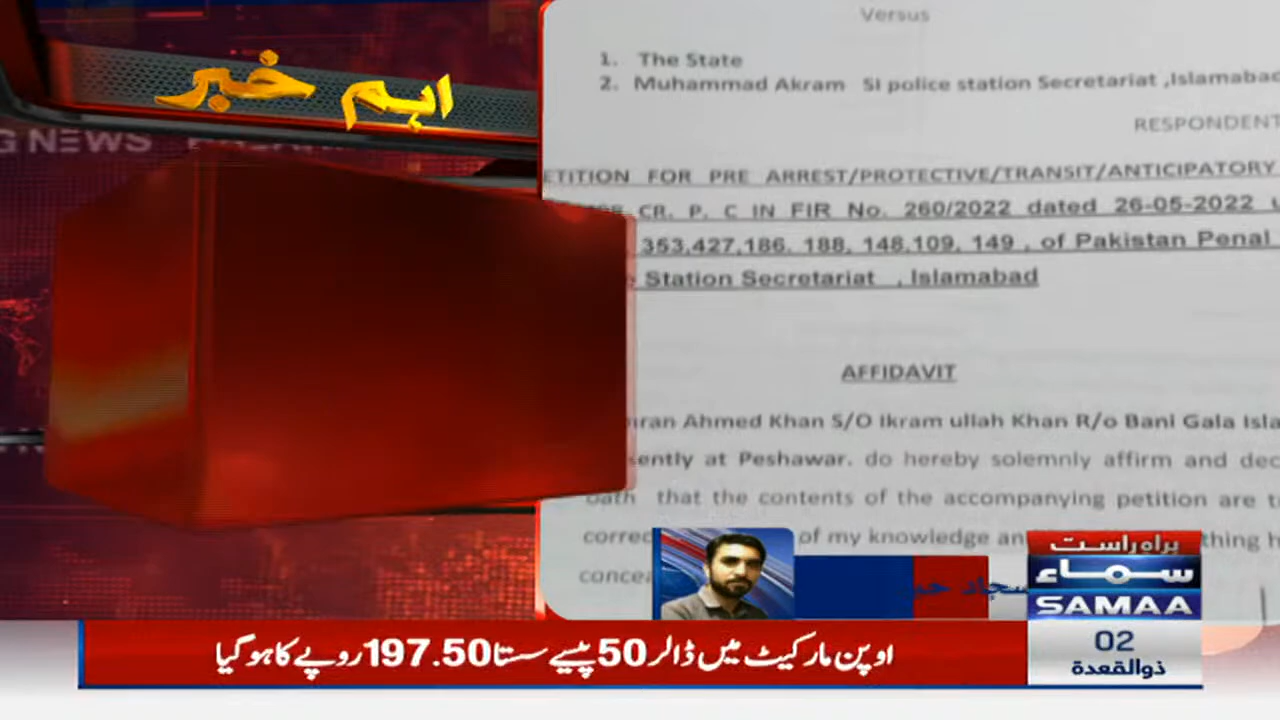 اہم خبر
G NEWS
Versus
1. The State
2. Muhammad Akram SI police station Secretariat ,Islamabad
RESPONDENT
ETITION FOR PRE ARREST/PROTECTIVE/TRANSIT/ANTICIPATORY
CR. P. C IN FIR No. 260/2022 dated 26-05-2022 u
353,427,186. 188, 148.109, 149 , of Pakistan Penal
Station Secretariat , Islamabad
AFFIDAVIT
ran Ahmed Khan S/O Ikram ullah Khan R/o Bani Gala Isla
sently at Peshawar. do hereby solemnly affirm and dec
oath that the contents of the accompanying petition are t
correc of my knowledge an thing h
concea
سجاد
براہ راست
سماء
SAMAA
02
ذوالقعدة
اوپن مارکیٹ میں ڈالر 50 پیسے سستا 197.50 روپے کا ہو گیا